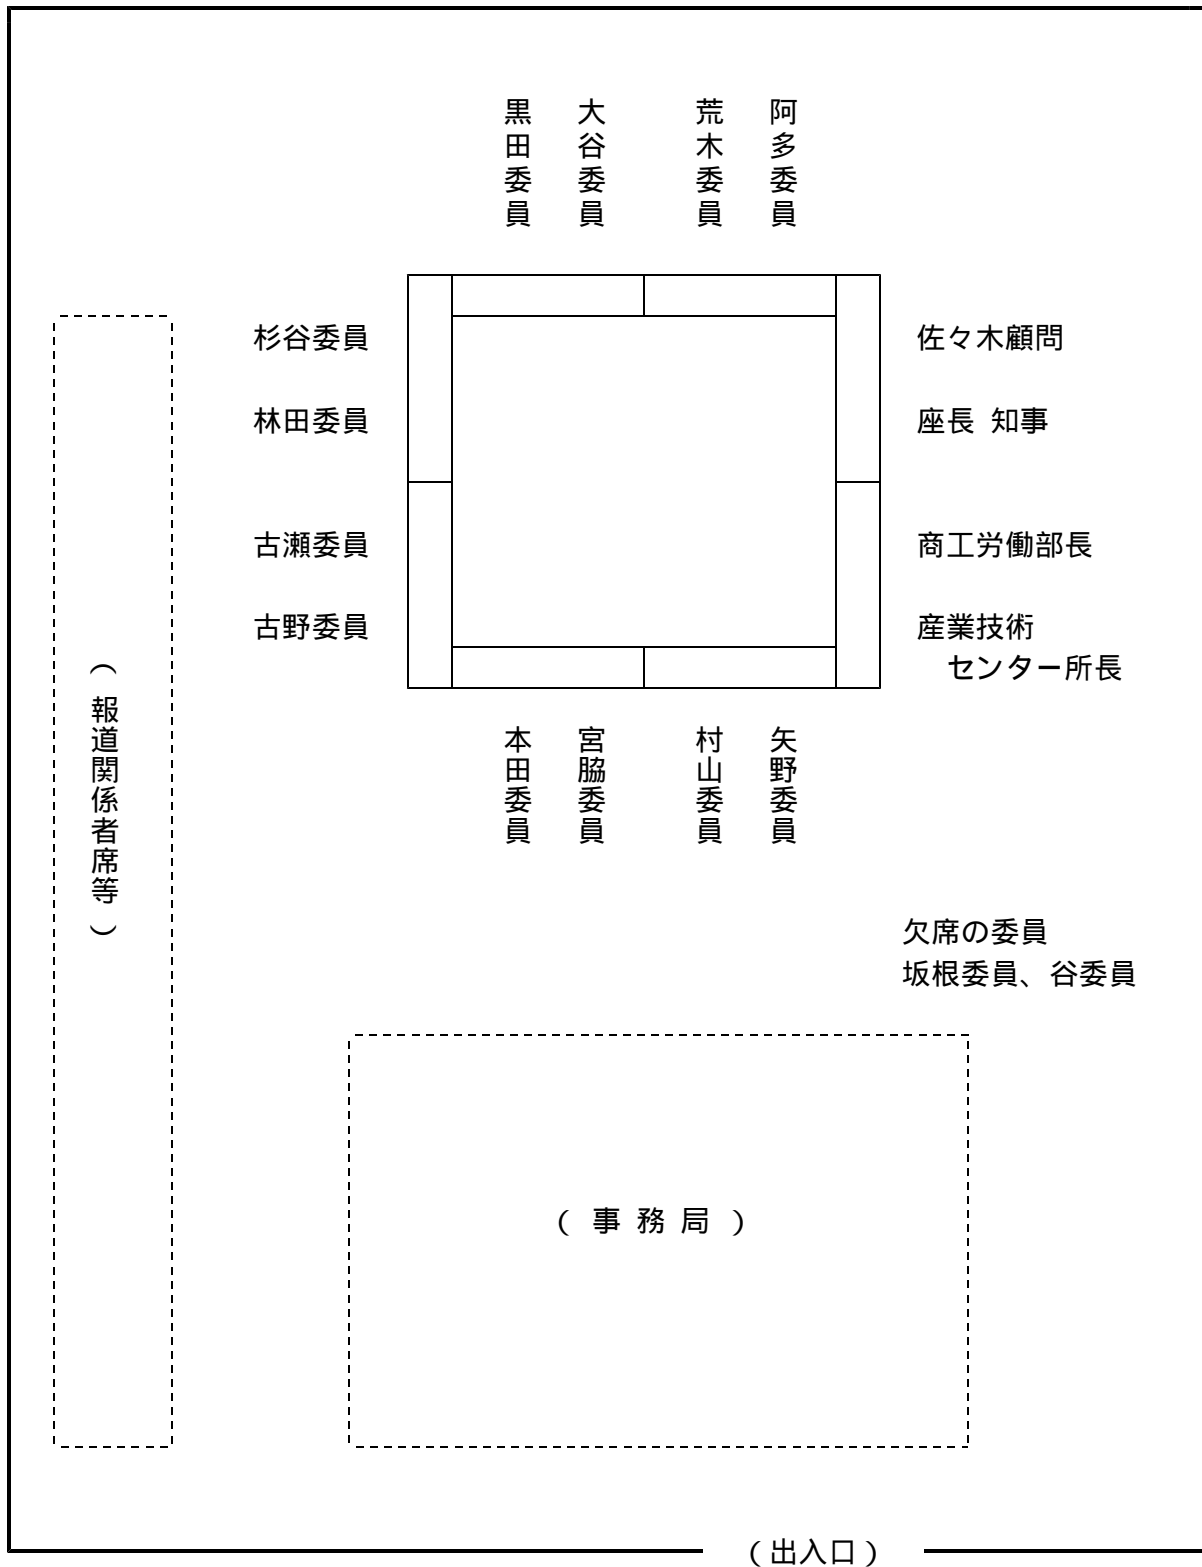 黒田委員
大谷委員
荒木委員
阿多委員
杉谷委員
佐々木顧問
林田委員
座長 知事
古瀬委員
商工労働部長
古野委員
産業技術
センター所長
本田委員
宮脇委員
村山委員
矢野委員
（報道関係者席等）
欠席の委員
坂根委員、谷委員
（ 事 務 局 ）
（出入口）